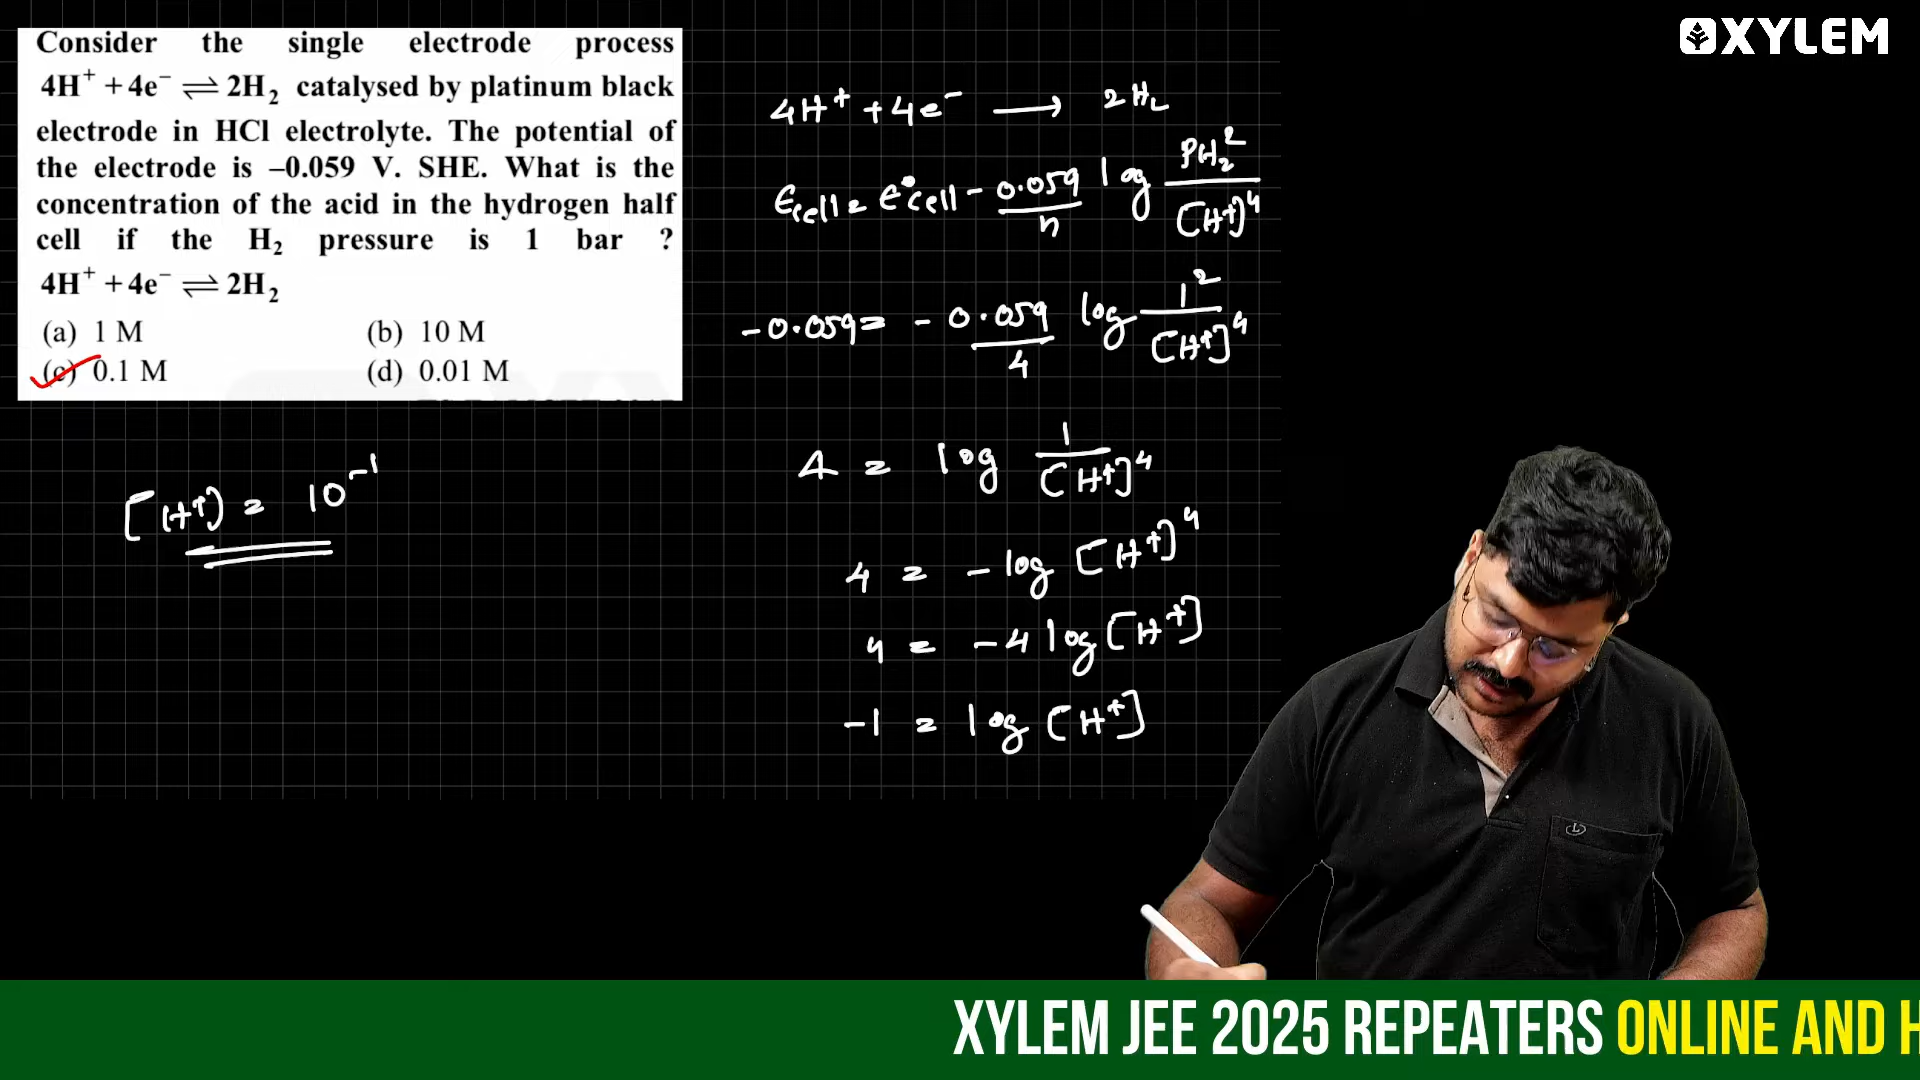 XYLEM
Consider the single electrode process
4H⁺ + 4e⁻ ⇌ 2H₂ catalysed by platinum black
electrode in HCl electrolyte. The potential of
the electrode is –0.059 V. SHE. What is the
concentration of the acid in the hydrogen half
cell if the H₂ pressure is 1 bar ?
4H⁺ + 4e⁻ ⇌ 2H₂
(a) 1 M (b) 10 M
(c) 0.1 M (d) 0.01 M
[H⁺] = 10⁻¹
4H⁺ + 4e⁻ ⟶ 2H₂
Ecell = E°cell - 0.059/n log PH₂²/[H⁺]⁴
-0.059 = - 0.059/4 log 1²/[H⁺]⁴
4 = log 1/[H⁺]⁴
4 = - log [H⁺]⁴
4 = - 4 log [H⁺]
-1 = log [H⁺]
XYLEM JEE 2025 REPEATERS ONLINE AND H